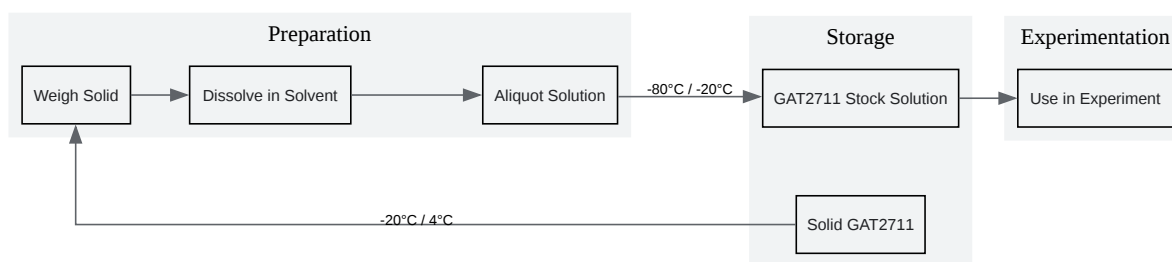 Preparation
Storage
Experimentation
Weigh Solid
Dissolve in Solvent
Aliquot Solution
-80°C / -20°C
GAT2711 Stock Solution
Use in Experiment
-20°C / 4°C
Solid GAT2711